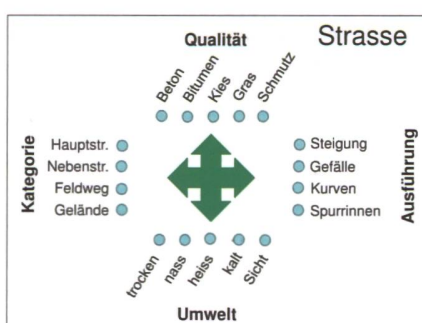 Strasse
Qualität
Beton
Bitumen
Kies
Gras
Schmutz
Kategorie
Hauptstr.
Nebenstr.
Feldweg
Gelände
Steigung
Gefälle
Kurven
Spurrinnen
Ausführung
trocken
nass
heiss
kalt
Sicht
Umwelt